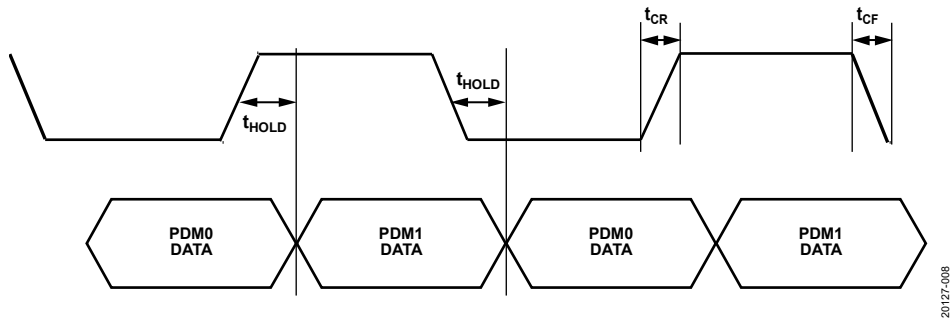 tCR
tCF
tHOLD
tHOLD
PDM0
DATA
PDM1
DATA
PDM0
DATA
PDM1
DATA
20127-008